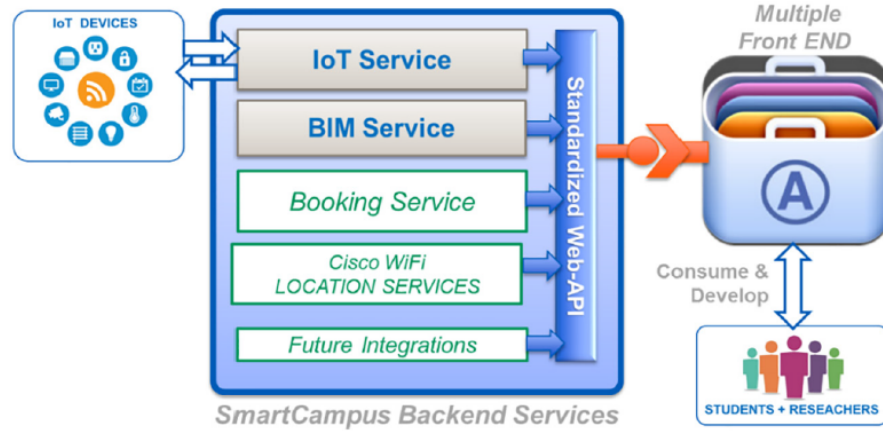 IoT DEVICES
IoT Service
BIM Service
Booking Service
Cisco WiFi
LOCATION SERVICES
Future Integrations
Standardized Web-API
SmartCampus Backend Services
Multiple
Front END
A
Consume &
Develop
STUDENTS + RESEACHERS